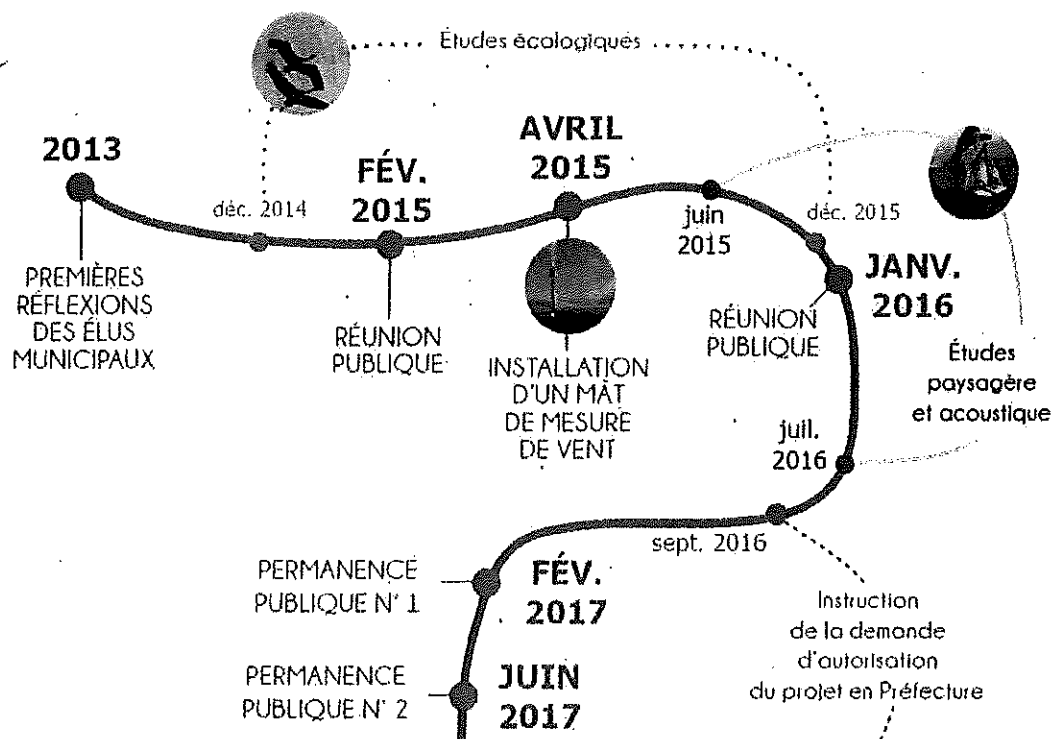 Études écologiques
2013
déc. 2014
FÉV.
2015
AVRIL
2015
juin
2015
déc. 2015
JANV.
2016
PREMIÈRES
RÉFLEXIONS
DES ÉLUS
MUNICIPAUX
RÉUNION
PUBLIQUE
INSTALLATION
D'UN MÂT
DE MESURE
DE VENT
RÉUNION
PUBLIQUE
Études
paysagère
et acoustique
juil.
2016
sept. 2016
PERMANENCE
PUBLIQUE N° 1
FÉV.
2017
Instruction
de la demande
d'autorisation
du projet en Préfecture
PERMANENCE
PUBLIQUE N° 2
JUIN
2017